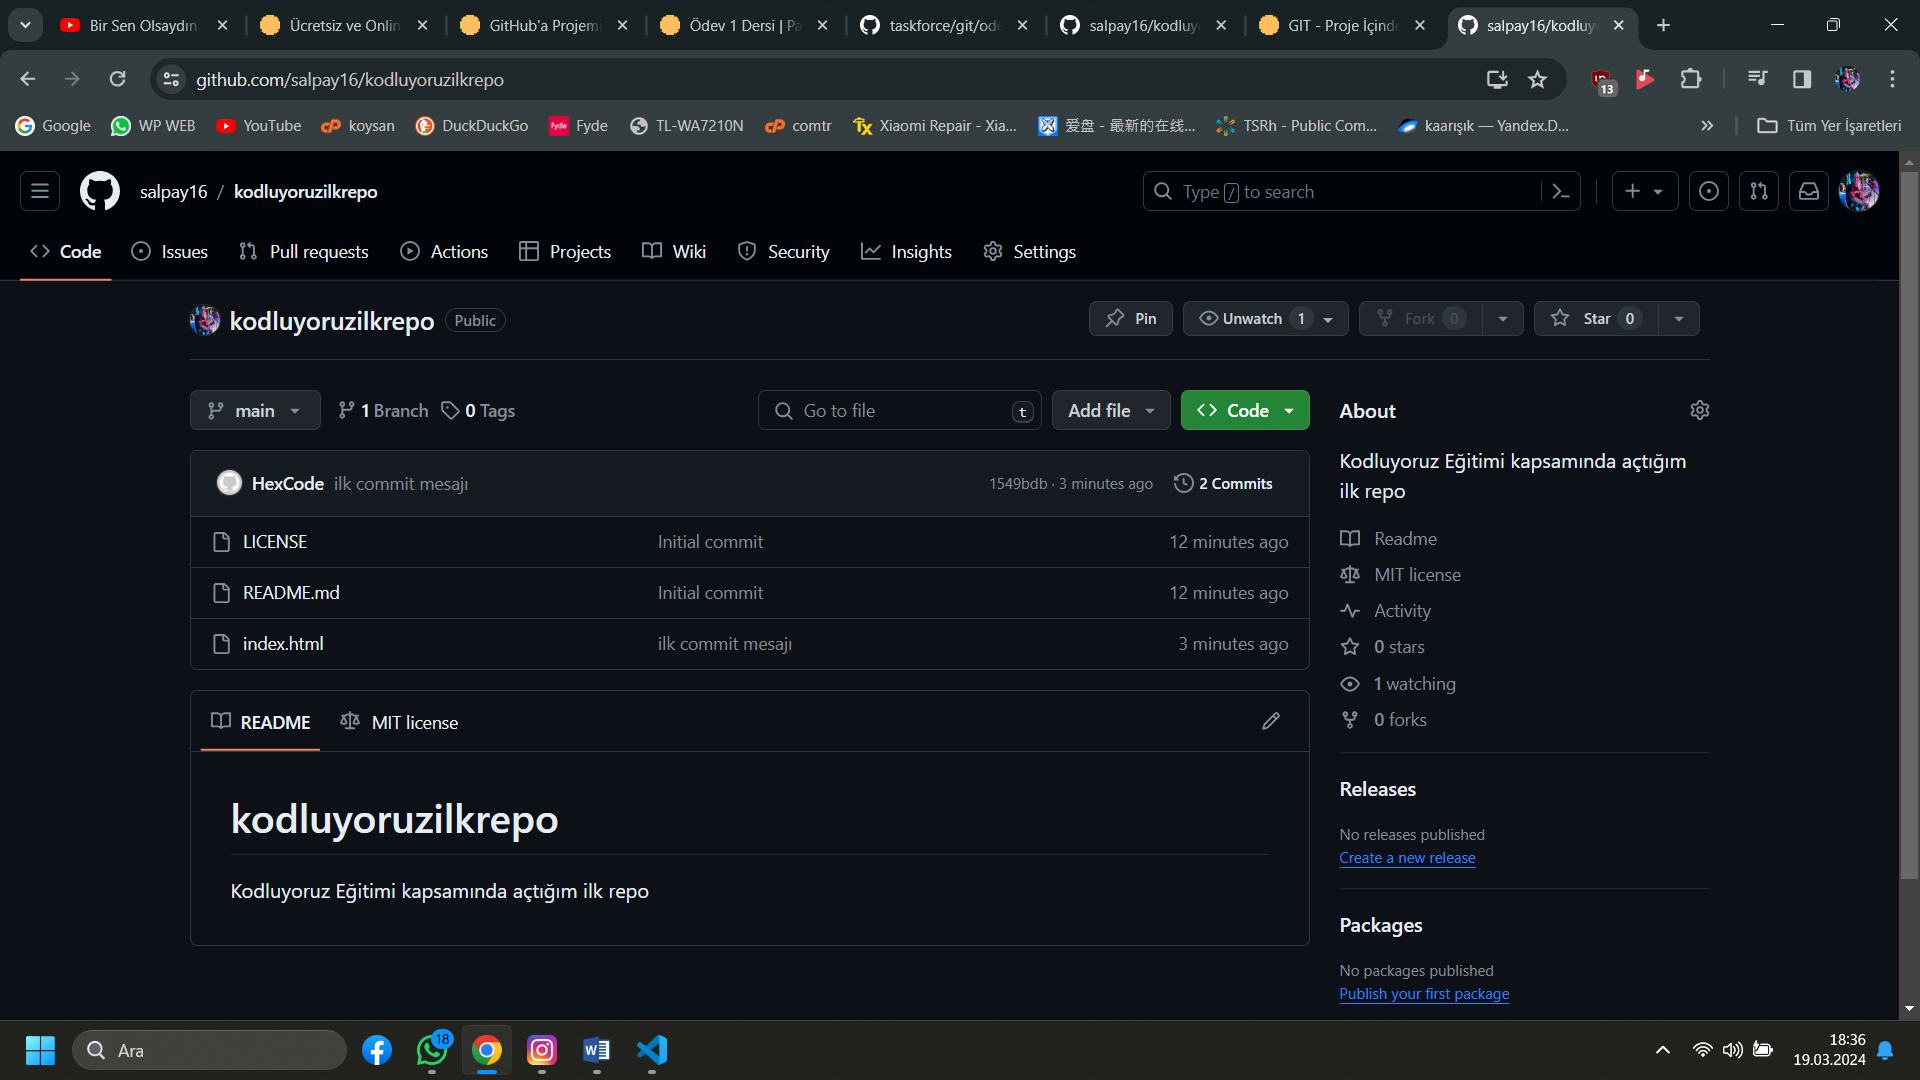 Bir Sen Olsaydın
Ücretsiz ve Onlin
GitHub'a Projemi
Ödev 1 Dersi | Pa
taskforce/git/ode
salpay16/kodluy
GIT - Proje İçind
salpay16/kodluy
github.com/salpay16/kodluyoruzilkrepo
13
Google
WP WEB
YouTube
koysan
DuckDuckGo
Fyde
TL-WA7210N
comtr
Xiaomi Repair - Xia...
爱盘 - 最新的在线...
TSRh - Public Com...
kaarışık — Yandex.D...
Tüm Yer İşaretleri
salpay16 / kodluyoruzilkrepo
Type / to search
Code
Issues
Pull requests
Actions
Projects
Wiki
Security
Insights
Settings
kodluyoruzilkrepo
Public
Pin
Unwatch 1
Fork 0
Star 0
main
1 Branch
0 Tags
Go to file
t
Add file
Code
HexCode ilk commit mesajı
1549bdb · 3 minutes ago
2 Commits
LICENSE Initial commit 12 minutes ago
README.md Initial commit 12 minutes ago
index.html ilk commit mesajı 3 minutes ago
README
MIT license
kodluyoruzilkrepo
Kodluyoruz Eğitimi kapsamında açtığım ilk repo
About
Kodluyoruz Eğitimi kapsamında açtığım
ilk repo
Readme
MIT license
Activity
0 stars
1 watching
0 forks
Releases
No releases published
Create a new release
Packages
No packages published
Publish your first package
Ara
18
18:36
19.03.2024